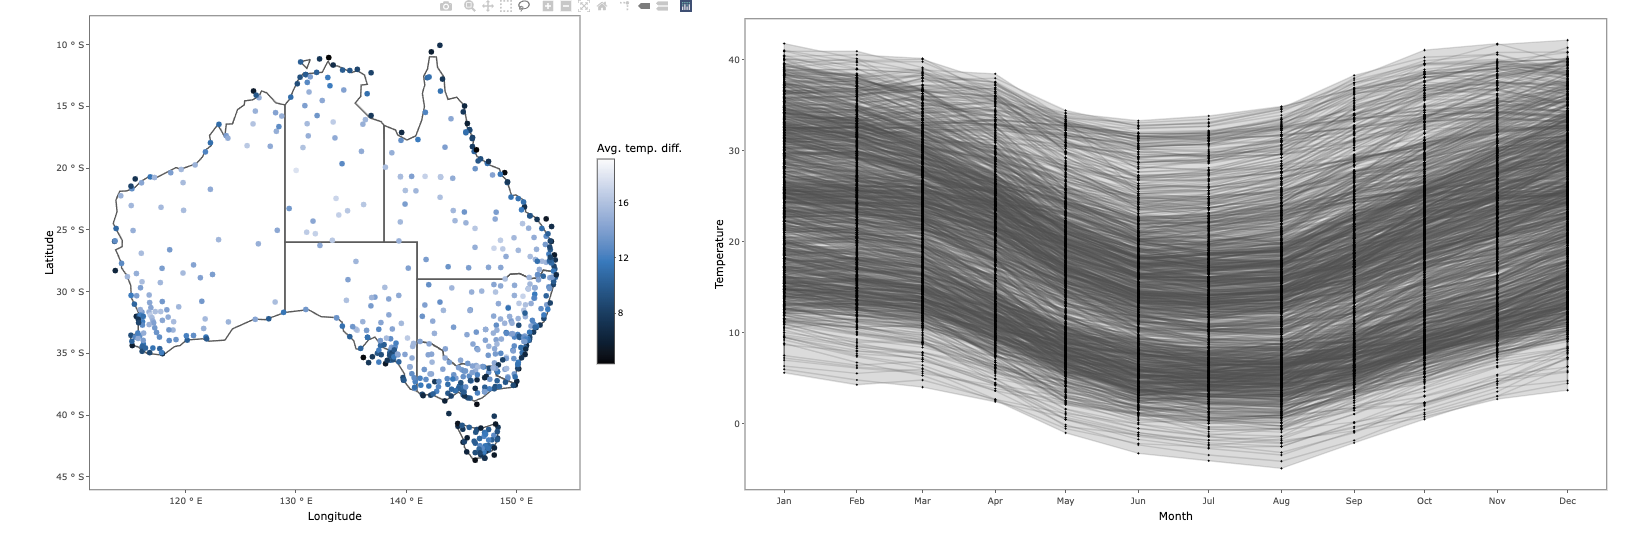 10 ° S
15 ° S
20 ° S
25 ° S
30 ° S
35 ° S
40 ° S
45 ° S
Latitude
120 ° E
130 ° E
140 ° E
150 ° E
Longitude
Avg. temp. diff.
16
12
8
40
30
20
10
0
Temperature
Jan
Feb
Mar
Apr
May
Jun
Jul
Aug
Sep
Oct
Nov
Dec
Month